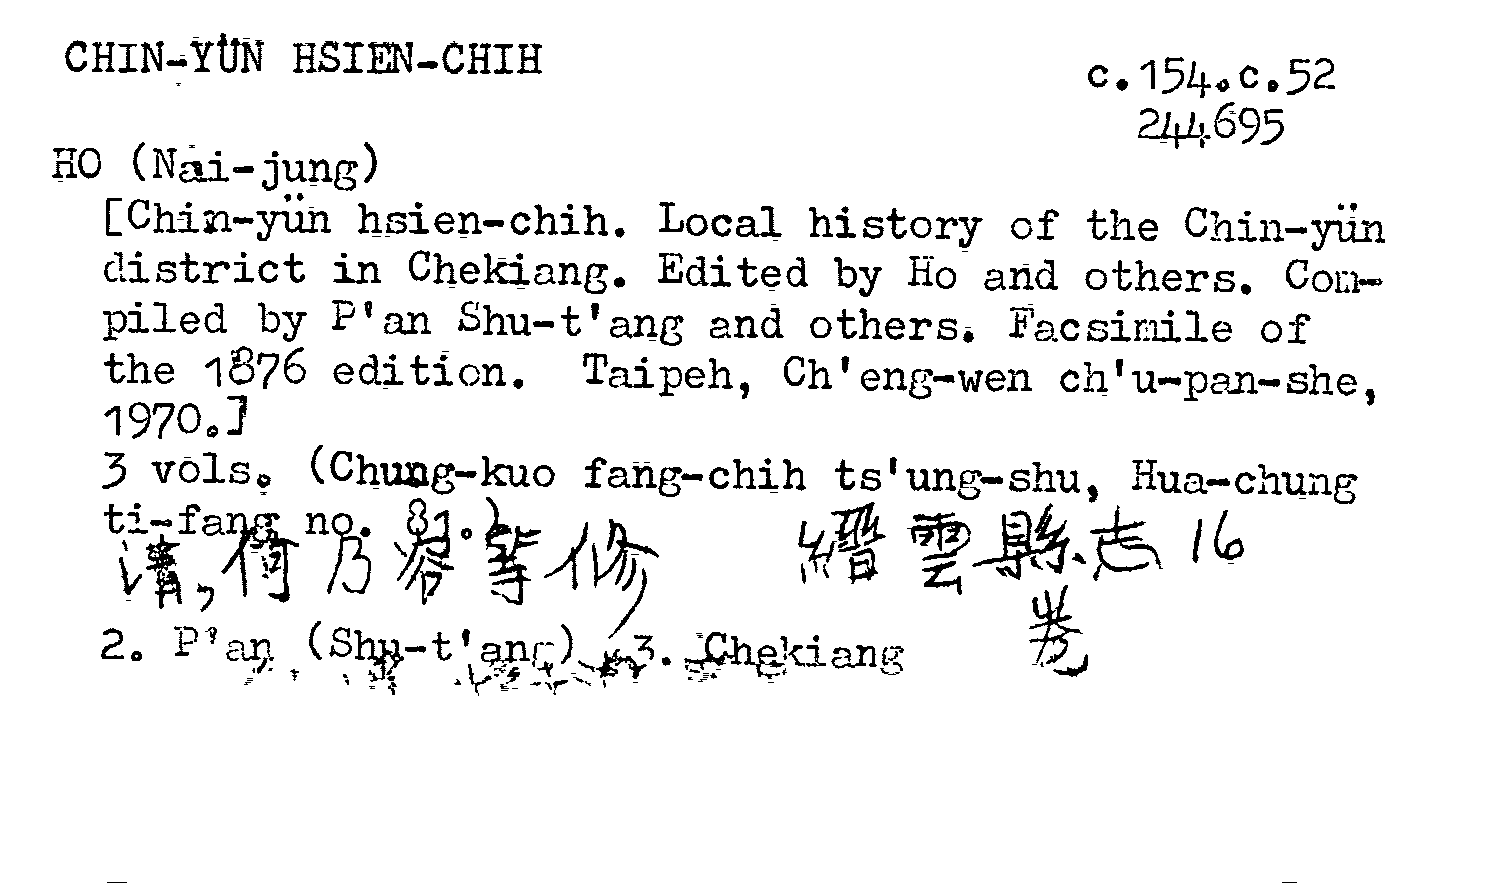 CHIN-YÜN HSIEN-CHIH
c.154.c.52
244695
HO (Nai-jung)
[Chin-yün hsien-chih. Local history of the Chin-yün
district in Chekiang. Edited by Ho and others. Com-
piled by P'an Shu-t'ang and others. Facsimile of
the 1876 edition. Taipeh, Ch'eng-wen ch'u-pan-she,
1970.]
3 vols. (Chung-kuo fang-chih ts'ung-shu, Hua-chung
ti-fang no. 81.)
清,何乃容等修 縉雲縣志16
卷
2. P'an (Shu-t'ang) 3. Chekiang